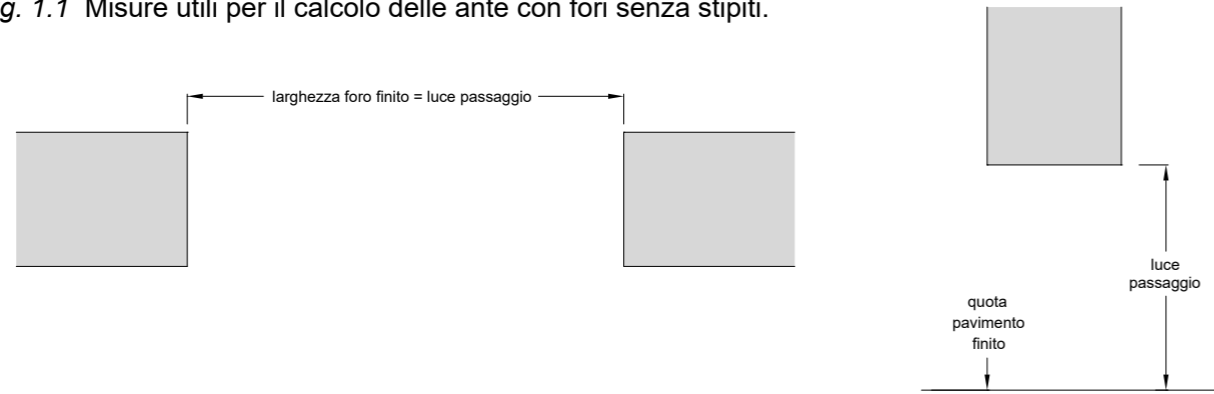 g. 1.1 Misure utili per il calcolo delle ante con fori senza stipiti.
larghezza foro finito = luce passaggio
luce
passaggio
quota
pavimento
finito